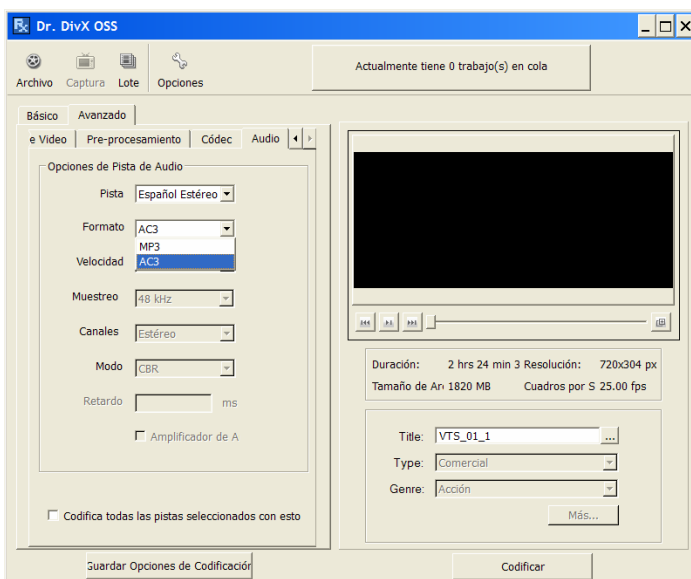 Dr. DivX OSS
Archivo Captura Lote Opciones
Actualmente tiene 0 trabajo(s) en cola
Básico Avanzado
e Video Pre-procesamiento Códec Audio
Opciones de Pista de Audio
Pista Español Estéreo
Formato AC3
MP3
Velocidad AC3
Muestreo 48 kHz
Canales Estéreo
Modo CBR
Retardo ms
Amplificador de A
Codifica todas las pistas seleccionados con esto
Guardar Opciones de Codificación
Duración: 2 hrs 24 min 3 Resolución: 720x304 px
Tamaño de Arc 1820 MB Cuadros por S 25.00 fps
Title: VTS_01_1 ...
Type: Comercial
Genre: Acción
Más...
Codificar